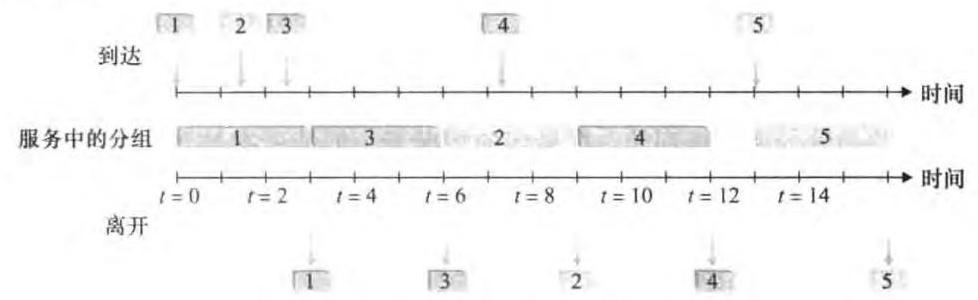 1 2 3 4 5
到达
时间
服务中的分组 1 3 2 4 5
时间
t = 0 t = 2 t = 4 t = 6 t = 8 t = 10 t = 12 t = 14
离开
1 3 2 4 5